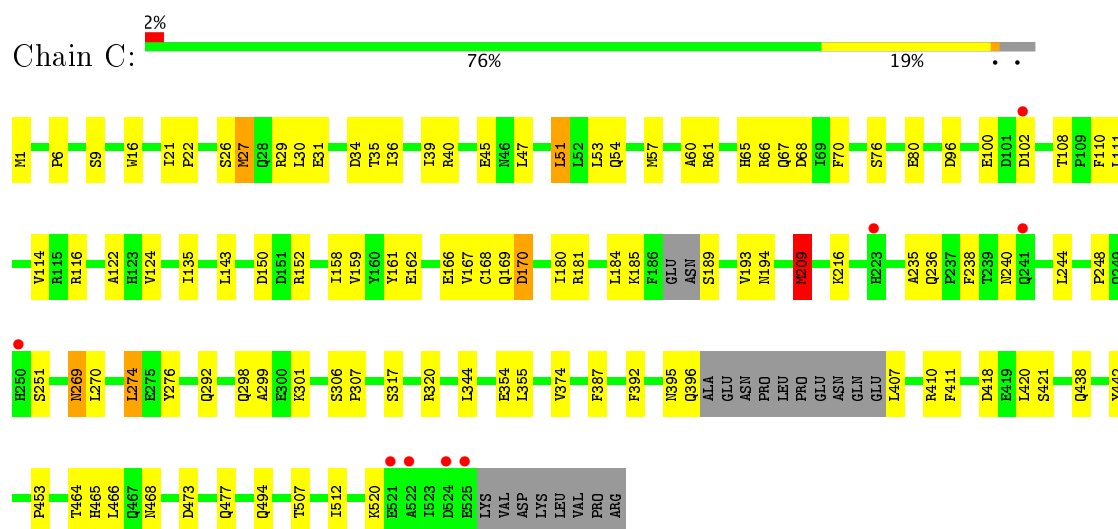 2%
Chain C:
76% 19% • •
M1 P6 S9 W16 I21 P22 S26 M27 Q28 R29 L30 E31 D34 T35 I36 I39 R40 E45 N46 L47 L51 L52 L53 Q54 M57 A60 R61 H65 R66 Q67 D68 I69 F70 S76 E80 D96 E100 D101 D102 T108 P109 F110
V114 R115 R116 A122 H123 V124 I135 L143 D150 D151 R152 I158 V159 Y160 Y161 E162 E166 V167 C168 Q169 D170 I180 R181 L184 K185 F186 GLU ASN S189 V193 N194 M209 K216 H223 A235 Q236 P237 F238 T239 N240 Q241 L244 P248
H250 S251 N269 L270 L274 E275 Y276 Q292 Q298 A299 E300 K301 S306 P307 S317 R320 L344 E354 L355 V374 F387 F392 N395 Q396 ALA GLU ASN PRO LEU PRO GLU ASN GLN GLU L407 R410 F411 D418 E419 L420 S421 Q438
P453 T464 H465 L466 Q467 N468 D473 Q477 Q494 T507 I512 K520 E521 A522 I523 D524 E525 LYS VAL ASP LYS LEU VAL PRO ARG